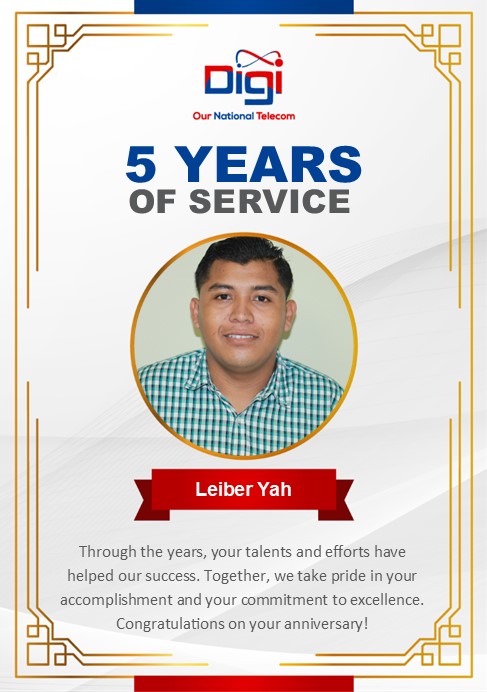 Digi
Our National Telecom
5 YEARS
OF SERVICE
Leiber Yah
Through the years, your talents and efforts have
helped our success. Together, we take pride in your
accomplishment and your commitment to excellence.
Congratulations on your anniversary!